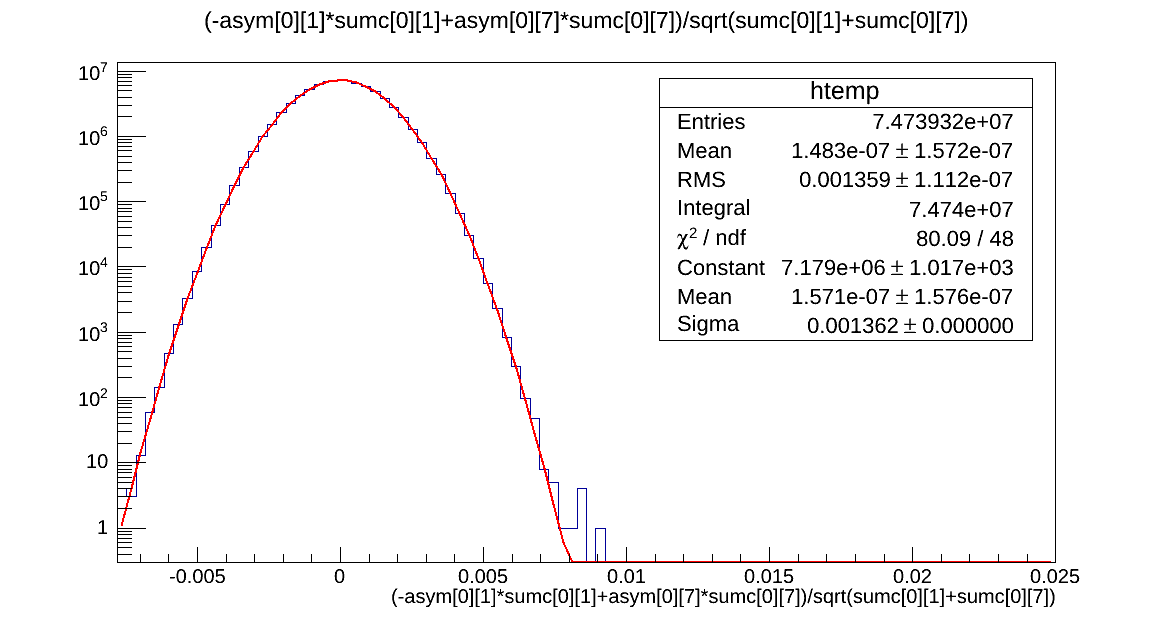 (-asym[0][1]*sumc[0][1]+asym[0][7]*sumc[0][7])/sqrt(sumc[0][1]+sumc[0][7])
htemp
Entries 7.473932e+07
Mean 1.483e-07 ± 1.572e-07
RMS 0.001359 ± 1.112e-07
Integral 7.474e+07
χ² / ndf 80.09 / 48
Constant 7.179e+06 ± 1.017e+03
Mean 1.571e-07 ± 1.576e-07
Sigma 0.001362 ± 0.000000
10⁷
10⁶
10⁵
10⁴
10³
10²
10
1
-0.005 0 0.005 0.01 0.015 0.02 0.025
(-asym[0][1]*sumc[0][1]+asym[0][7]*sumc[0][7])/sqrt(sumc[0][1]+sumc[0][7])